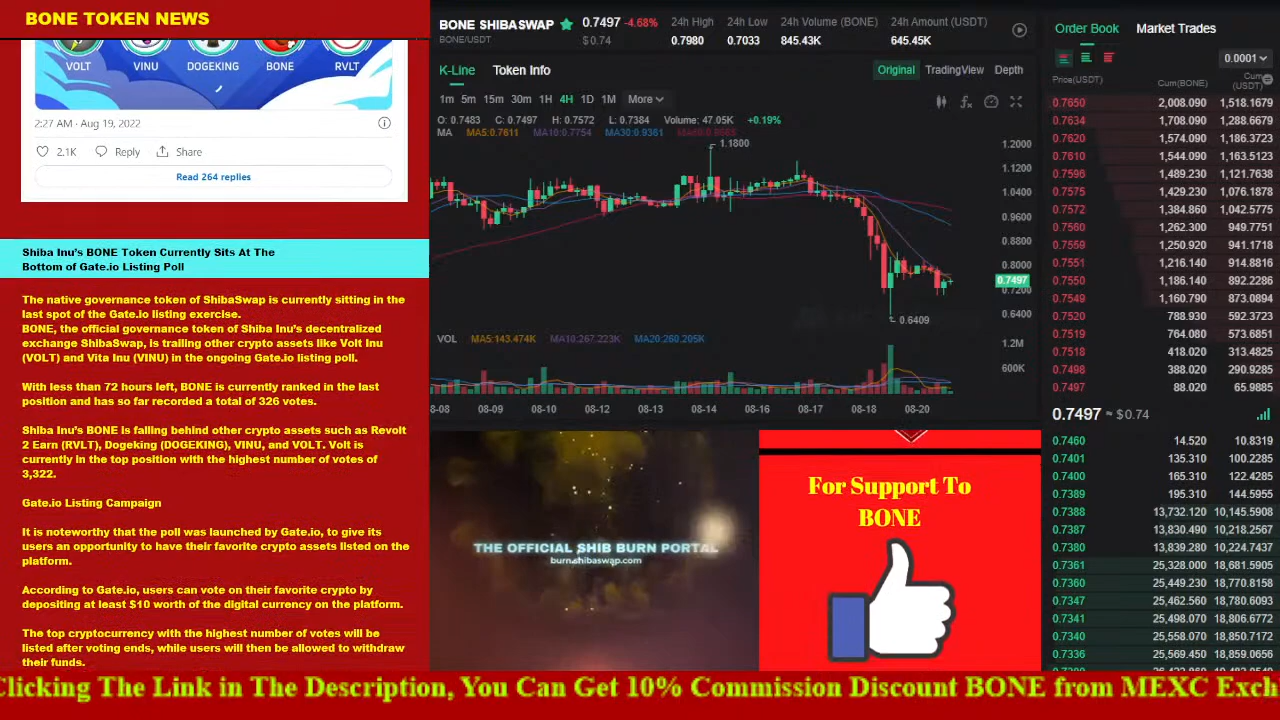 BONE TOKEN NEWS
VOLT VINU DOGEKING BONE RVLT
2:27 AM · Aug 19, 2022
2.1K Reply Share
Read 264 replies
Shiba Inu's BONE Token Currently Sits At The
Bottom of Gate.io Listing Poll
The native governance token of ShibaSwap is currently sitting in the
last spot of the Gate.io listing exercise.
BONE, the official governance token of Shiba Inu's decentralized
exchange ShibaSwap, is trailing other crypto assets like Volt Inu
(VOLT) and Vita Inu (VINU) in the ongoing Gate.io listing poll.
With less than 72 hours left, BONE is currently ranked in the last
position and has so far recorded a total of 326 votes.
Shiba Inu's BONE is falling behind other crypto assets such as Revolt
2 Earn (RVLT), Dogeking (DOGEKING), VINU, and VOLT. Volt is
currently in the top position with the highest number of votes of
3,322.
Gate.io Listing Campaign
It is noteworthy that the poll was launched by Gate.io, to give its
users an opportunity to have their favorite crypto assets listed on the
platform.
According to Gate.io, users can vote on their favorite crypto by
depositing at least $10 worth of the digital currency on the platform.
The top cryptocurrency with the highest number of votes will be
listed after voting ends, while users will then be allowed to withdraw
their funds.
BONE SHIBASWAP 0.7497 -4.68% 24h High 24h Low 24h Volume (BONE) 24h Amount (USDT)
BONE/USDT $0.74 0.7980 0.7033 845.43K 645.45K
K-Line Token Info Original TradingView Depth
1m 5m 15m 30m 1H 4H 1D 1M More
O: 0.7483 C: 0.7497 H: 0.7572 L: 0.7384 Volume: 47.05K +0.19%
MA MA5:0.7611 MA10:0.7754 MA30:0.9361
1.1800
1.2000
1.1200
1.0400
0.9600
0.8800
0.8000
0.7497
0.7200
0.6400
0.6409
VOL MA5:143.474K MA10:267.223K MA20:260.205K
1.2M
600K
8-08 08-09 08-10 08-12 08-13 08-14 08-16 08-17 08-18 08-20
THE OFFICIAL SHIB BURN PORTAL
burn.shibaswap.com
For Support To
BONE
Order Book Market Trades
0.0001
Price(USDT) Cum(BONE) Cum (USDT)
0.7650 2,008.090 1,518.1679
0.7634 1,708.090 1,288.6679
0.7620 1,574.090 1,186.3723
0.7610 1,544.090 1,163.5123
0.7598 1,489.230 1,121.7638
0.7575 1,429.230 1,076.1878
0.7572 1,384.860 1,042.5775
0.7560 1,262.300 949.7751
0.7559 1,250.920 941.1718
0.7551 1,216.140 914.8816
0.7550 1,186.140 892.2286
0.7549 1,160.790 873.0894
0.7520 788.930 592.3723
0.7519 764.080 573.6851
0.7518 418.020 313.4825
0.7498 388.020 290.9285
0.7497 88.020 65.9885
0.7497 ≈ $0.74
0.7460 14.520 10.8319
0.7401 135.310 100.2285
0.7400 165.310 122.4285
0.7389 195.310 144.5955
0.7388 13,732.120 10,145.5908
0.7387 13,830.490 10,218.2567
0.7380 13,839.280 10,224.7437
0.7361 25,328.000 18,681.5905
0.7360 25,449.230 18,770.8158
0.7347 25,462.560 18,780.6093
0.7341 25,498.070 18,806.6772
0.7340 25,558.070 18,850.7172
0.7336 25,569.450 18,859.0656
Clicking The Link in The Description, You Can Get 10% Commission Discount BONE from MEXC Exch